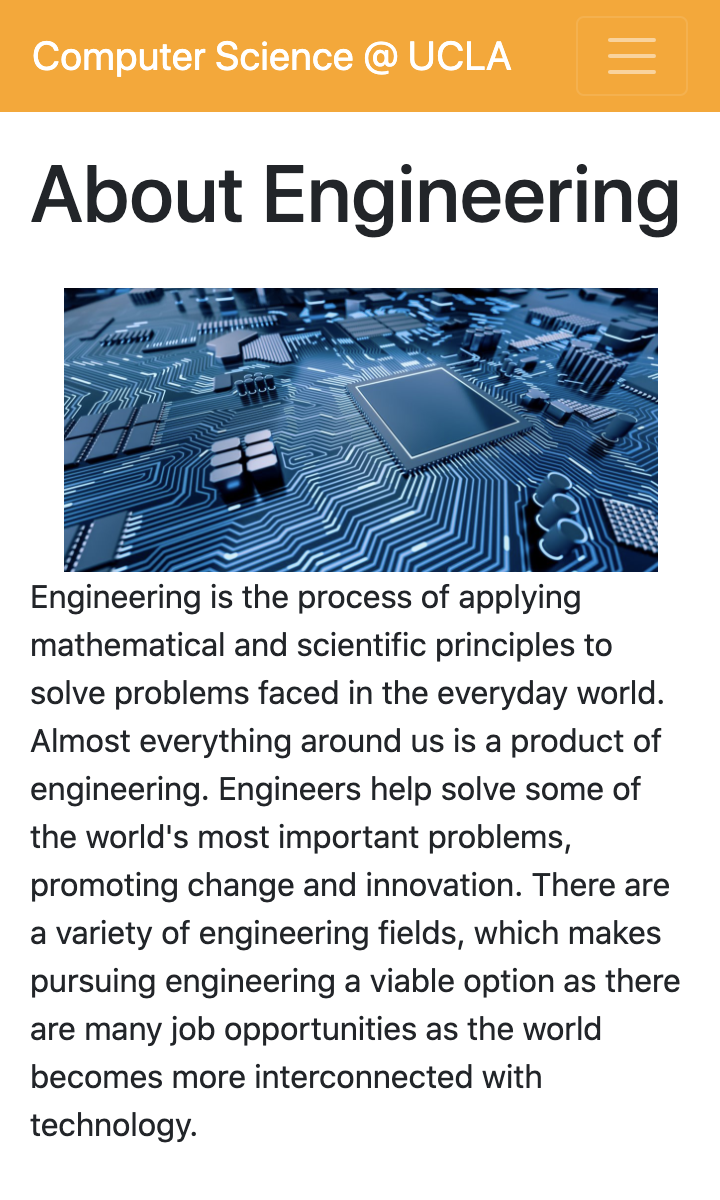 Computer Science @ UCLA
About Engineering
Engineering is the process of applying
mathematical and scientific principles to
solve problems faced in the everyday world.
Almost everything around us is a product of
engineering. Engineers help solve some of
the world's most important problems,
promoting change and innovation. There are
a variety of engineering fields, which makes
pursuing engineering a viable option as there
are many job opportunities as the world
becomes more interconnected with
technology.